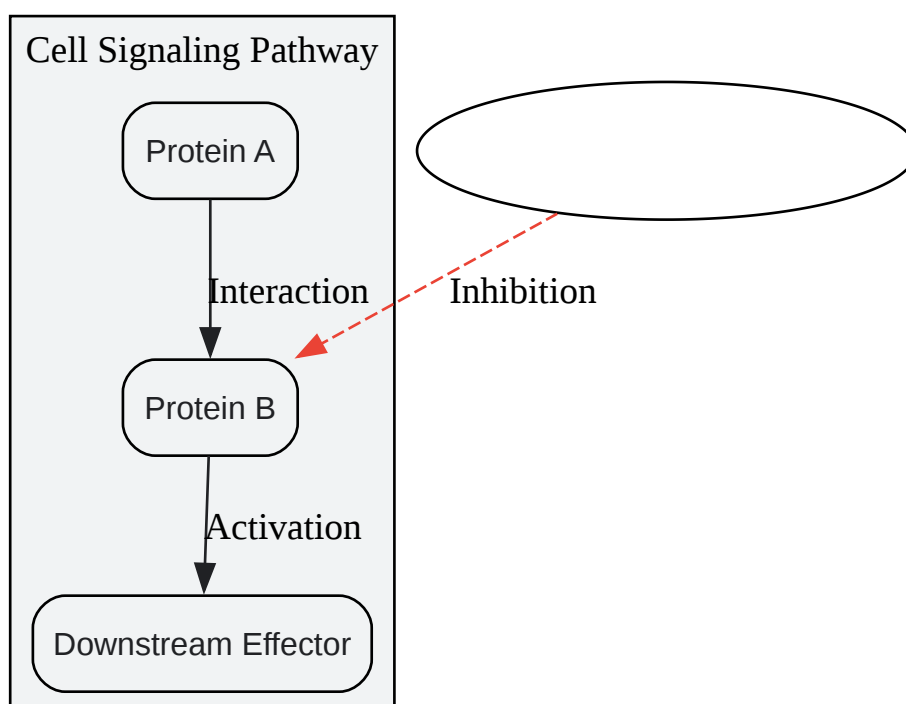 Cell Signaling Pathway
Protein A
Interaction
Inhibition
Protein B
Activation
Downstream Effector